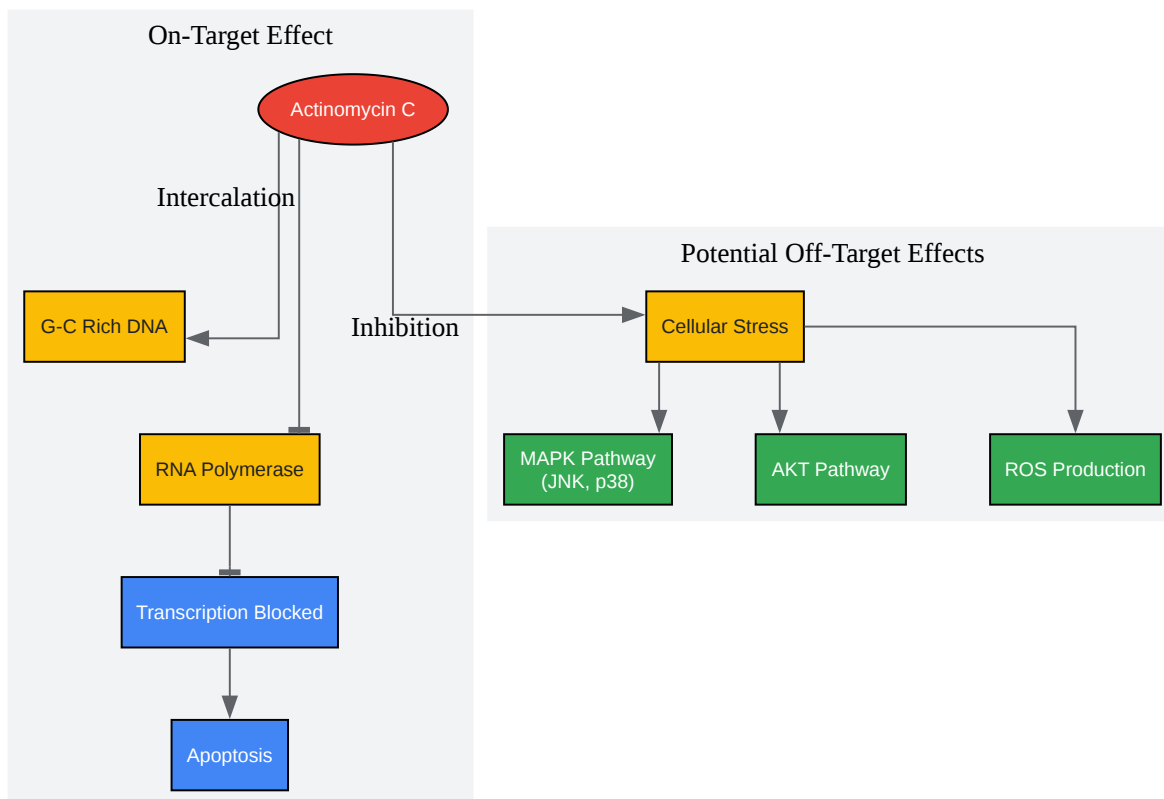 On-Target Effect
Actinomycin C
Intercalation
G-C Rich DNA
Inhibition
RNA Polymerase
Transcription Blocked
Apoptosis
Potential Off-Target Effects
Cellular Stress
MAPK Pathway
(JNK, p38)
AKT Pathway
ROS Production